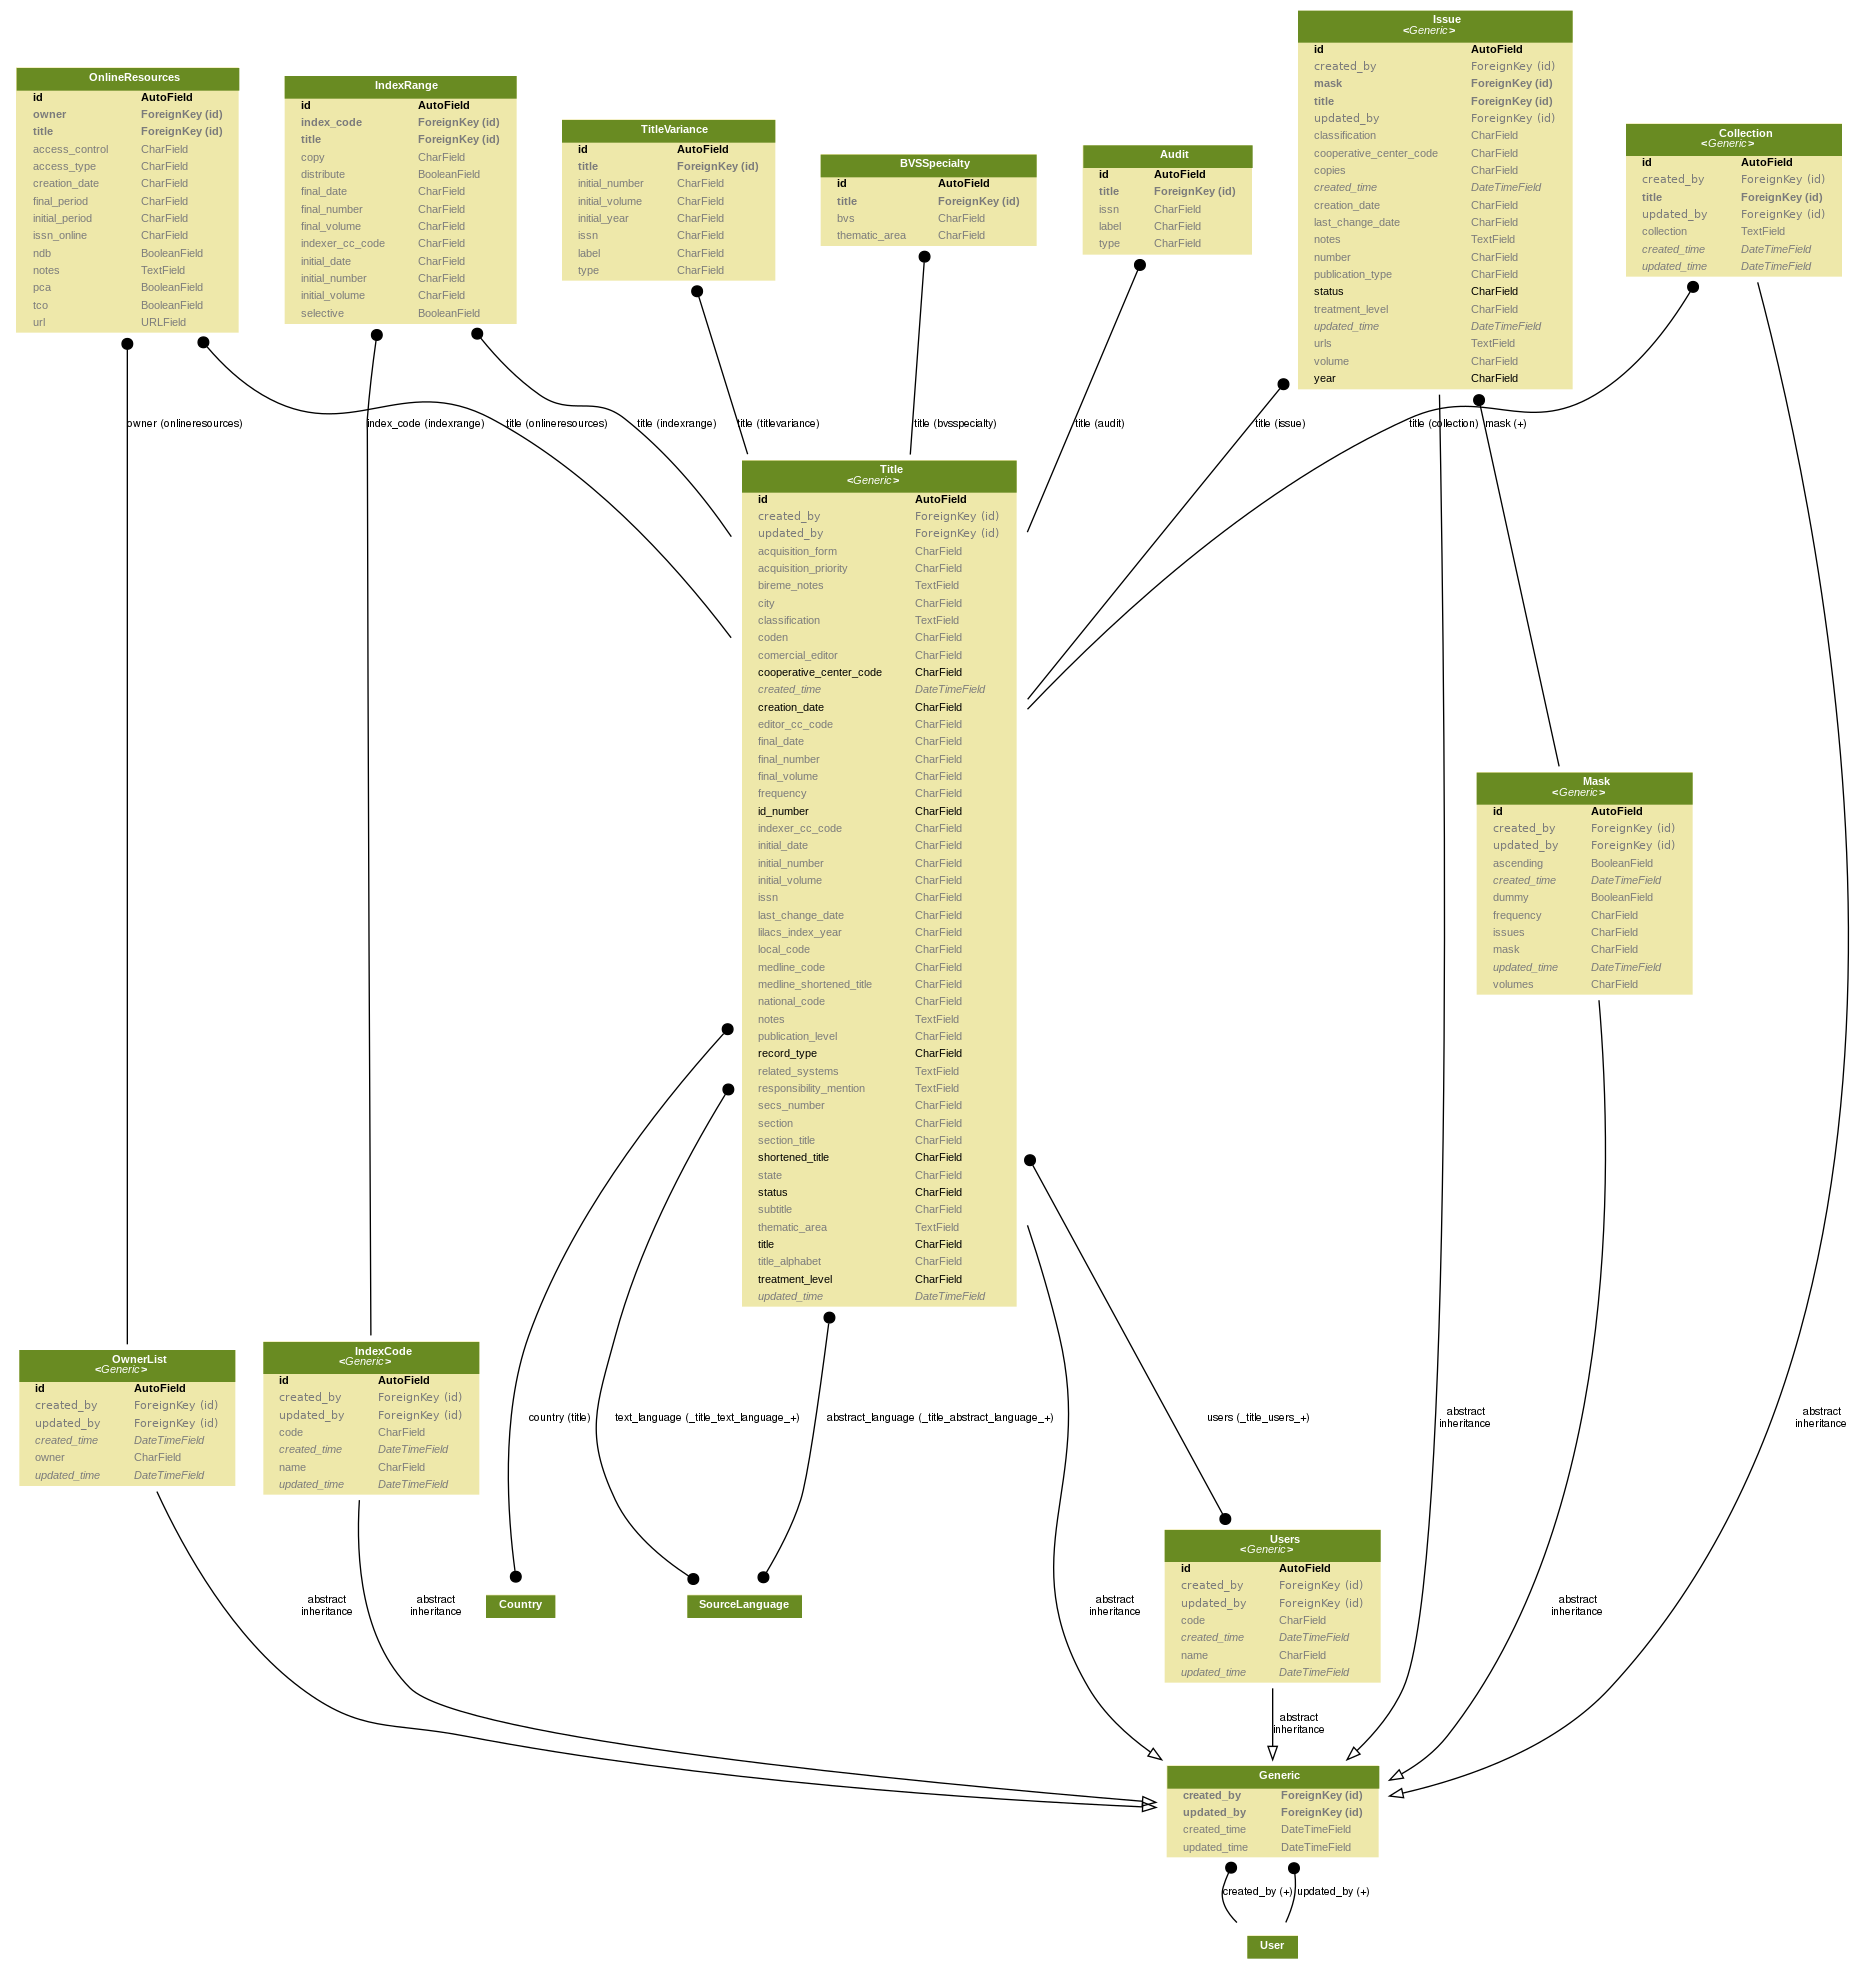 OnlineResources
id AutoField
owner ForeignKey (id)
title ForeignKey (id)
access_control CharField
access_type CharField
creation_date CharField
final_period CharField
initial_period CharField
issn_online CharField
ndb BooleanField
notes TextField
pca BooleanField
tco BooleanField
url URLField
IndexRange
id AutoField
index_code ForeignKey (id)
title ForeignKey (id)
copy CharField
distribute BooleanField
final_date CharField
final_number CharField
final_volume CharField
indexer_cc_code CharField
initial_date CharField
initial_number CharField
initial_volume CharField
selective BooleanField
TitleVariance
id AutoField
title ForeignKey (id)
initial_number CharField
initial_volume CharField
initial_year CharField
issn CharField
label CharField
type CharField
BVSSpecialty
id AutoField
title ForeignKey (id)
bvs CharField
thematic_area CharField
Audit
id AutoField
title ForeignKey (id)
issn CharField
label CharField
type CharField
Issue
<Generic>
id AutoField
created_by ForeignKey (id)
mask ForeignKey (id)
title ForeignKey (id)
updated_by ForeignKey (id)
classification CharField
cooperative_center_code CharField
copies CharField
created_time DateTimeField
creation_date CharField
last_change_date CharField
notes TextField
number CharField
publication_type CharField
status CharField
treatment_level CharField
updated_time DateTimeField
urls TextField
volume CharField
year CharField
Collection
<Generic>
id AutoField
created_by ForeignKey (id)
title ForeignKey (id)
updated_by ForeignKey (id)
collection TextField
created_time DateTimeField
updated_time DateTimeField
owner (onlineresources)
index_code (indexrange)
title (onlineresources)
title (indexrange)
title (titlevariance)
title (bvsspecialty)
title (audit)
title (issue)
title (collection)
mask (+)
Title
<Generic>
id AutoField
created_by ForeignKey (id)
updated_by ForeignKey (id)
acquisition_form CharField
acquisition_priority CharField
bireme_notes TextField
city CharField
classification TextField
coden CharField
comercial_editor CharField
cooperative_center_code CharField
created_time DateTimeField
creation_date CharField
editor_cc_code CharField
final_date CharField
final_number CharField
final_volume CharField
frequency CharField
id_number CharField
indexer_cc_code CharField
initial_date CharField
initial_number CharField
initial_volume CharField
issn CharField
last_change_date CharField
lilacs_index_year CharField
local_code CharField
medline_code CharField
medline_shortened_title CharField
national_code CharField
notes TextField
publication_level CharField
record_type CharField
related_systems TextField
responsibility_mention TextField
secs_number CharField
section CharField
section_title CharField
shortened_title CharField
state CharField
status CharField
subtitle CharField
thematic_area TextField
title CharField
title_alphabet CharField
treatment_level CharField
updated_time DateTimeField
Mask
<Generic>
id AutoField
created_by ForeignKey (id)
updated_by ForeignKey (id)
ascending BooleanField
created_time DateTimeField
dummy BooleanField
frequency CharField
issues CharField
mask CharField
updated_time DateTimeField
volumes CharField
OwnerList
<Generic>
id AutoField
created_by ForeignKey (id)
updated_by ForeignKey (id)
created_time DateTimeField
owner CharField
updated_time DateTimeField
IndexCode
<Generic>
id AutoField
created_by ForeignKey (id)
updated_by ForeignKey (id)
code CharField
created_time DateTimeField
name CharField
updated_time DateTimeField
country (title)
text_language (_title_text_language_+)
abstract_language (_title_abstract_language_+)
users (_title_users_+)
abstract
inheritance
abstract
inheritance
Users
<Generic>
id AutoField
created_by ForeignKey (id)
updated_by ForeignKey (id)
code CharField
created_time DateTimeField
name CharField
updated_time DateTimeField
Country
SourceLanguage
abstract
inheritance
abstract
inheritance
abstract
inheritance
abstract
inheritance
abstract
inheritance
Generic
created_by ForeignKey (id)
updated_by ForeignKey (id)
created_time DateTimeField
updated_time DateTimeField
created_by (+)
updated_by (+)
User